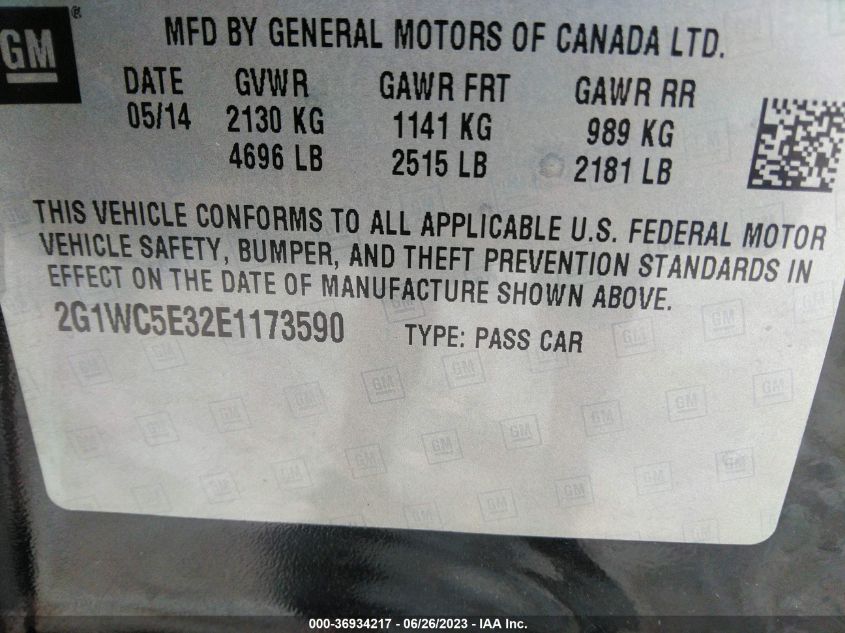 GM®
MFD BY GENERAL MOTORS OF CANADA LTD.
DATE GVWR GAWR FRT GAWR RR
05/14 2130 KG 1141 KG 989 KG
4696 LB 2515 LB 2181 LB
THIS VEHICLE CONFORMS TO ALL APPLICABLE U.S. FEDERAL MOTOR
VEHICLE SAFETY, BUMPER, AND THEFT PREVENTION STANDARDS IN
EFFECT ON THE DATE OF MANUFACTURE SHOWN ABOVE.
2G1WC5E32E1173590 TYPE: PASS CAR
000-36934217 - 06/26/2023 - IAA Inc.